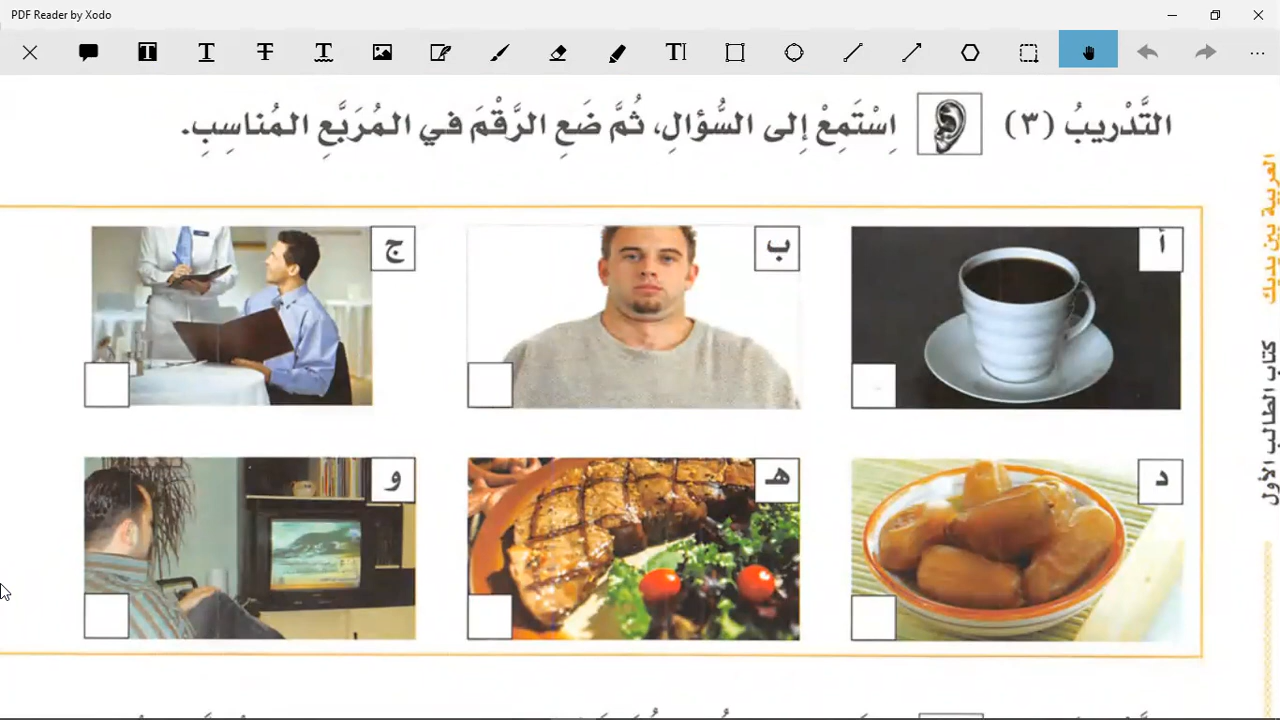 PDF Reader by Xodo
التَّدْرِيبُ (٣) اِسْتَمِعْ إِلى السُّؤالِ، ثُمَّ ضَعِ الرَّقْمَ في المُرَبَّعِ المُناسِبِ.
أ
ب
ج
د
هـ
و
العربية بين يديك
كتاب الطالب الأول